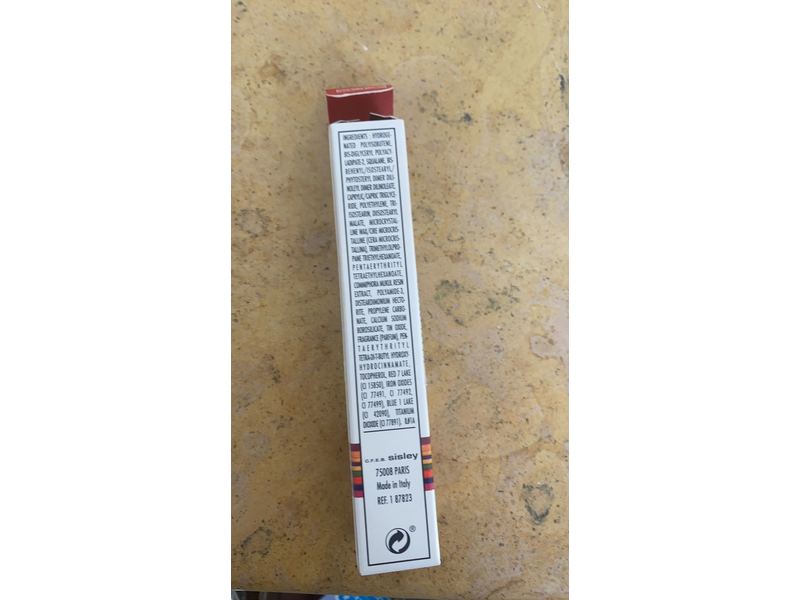 INGREDIENTS HYDROGE-
NATED POLYISOBUTENE,
BIS-DIGLYCERYL POLYACY-
LADIPATE-2, SQUALANE, BIS-
BEHENYL/ISOSTEARYL/
PHYTOSTERYL DIMER DILI-
NOLEYL DIMER DILINOLEATE,
CAPRYLIC/CAPRIC TRIGLYCE-
RIDE, POLYETHYLENE, TRI-
ISOSTEARIN, DIISOSTEARYL
MALATE, MICROCRYSTAL-
LINE WAX/CIRE MICROCRIS-
TALLINE (CERA MICROCRIS-
TALLINA), TRIMETHYLOLPRO-
PANE TRIETHYLHEXANOATE,
PENTAERYTHRITYL
TETRAETHYLHEXANOATE,
COMMIPHORA MUKUL RESIN
EXTRACT, POLYAMIDE-3,
DISTEARDIMONIUM HECTO-
RITE, PROPYLENE CARBO-
NATE, CALCIUM SODIUM
BOROSILICATE, TIN OXIDE,
FRAGRANCE (PARFUM), PEN-
TAERYTHRITYL
TETRA-DI-T-BUTYL HYDROXY-
HYDROCINNAMATE,
TOCOPHEROL, RED 7 LAKE
(CI 15850), IRON OXIDES
(CI 77491, CI 77492,
CI 77499), BLUE 1 LAKE
(CI 42090), TITANIUM
DIOXIDE (CI 77891),
C.F.E.B. sisley
75008 PARIS
Made in Italy
REF. 1 87823
®